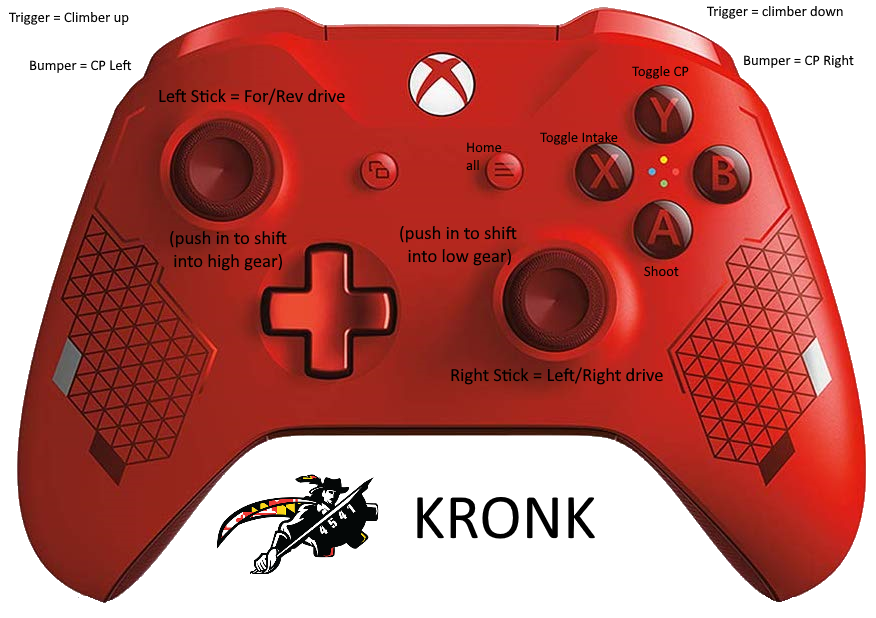 Trigger = Climber up
Trigger = climber down
Bumper = CP Left
Bumper = CP Right
Toggle CP
Left Stick = For/Rev drive
Y
Toggle Intake
Home
all
X
B
A
(push in to shift
into high gear)
(push in to shift
into low gear)
Shoot
Right Stick = Left/Right drive
4541
KRONK